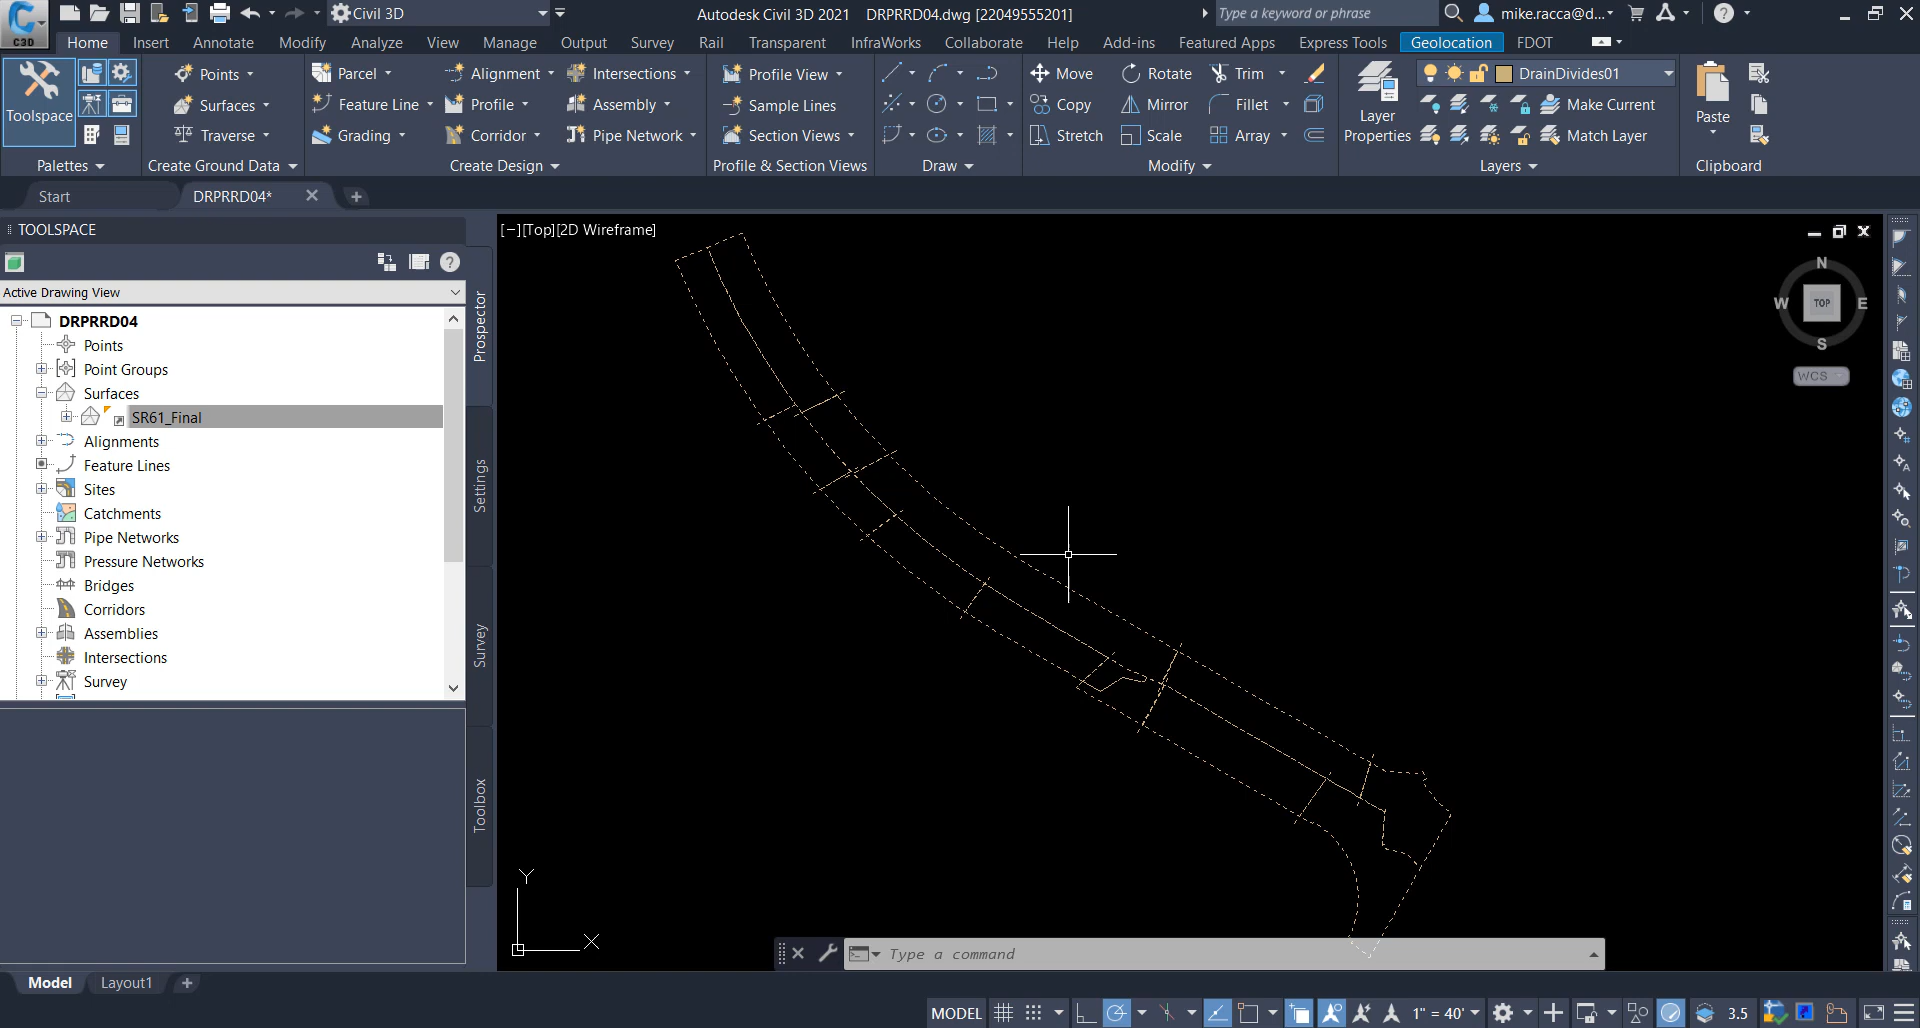 Civil 3D
Autodesk Civil 3D 2021 DRPRRD04.dwg [22049555201]
Type a keyword or phrase
mike.racca@d...
C3D
Home Insert Annotate Modify Analyze View Manage Output Survey Rail Transparent InfraWorks Collaborate Help Add-ins Featured Apps Express Tools Geolocation FDOT
Points Parcel Alignment Intersections Profile View Move Rotate Trim DrainDivides01
Toolspace Surfaces Feature Line Profile Assembly Sample Lines Copy Mirror Fillet Layer Properties Make Current Paste
Traverse Grading Corridor Pipe Network Section Views Stretch Scale Array Match Layer
Palettes Create Ground Data Create Design Profile & Section Views Draw Modify Layers Clipboard
Start DRPRRD04*
TOOLSPACE
[−][Top][2D Wireframe]
Active Drawing View
DRPRRD04
Points
Point Groups
Surfaces
SR61_Final
Alignments
Feature Lines
Sites
Catchments
Pipe Networks
Pressure Networks
Bridges
Corridors
Assemblies
Intersections
Survey
Prospector
Settings
Survey
Toolbox
N
W TOP E
S
WCS
Y
X
Type a command
Model Layout1
MODEL 1" = 40' 3.5